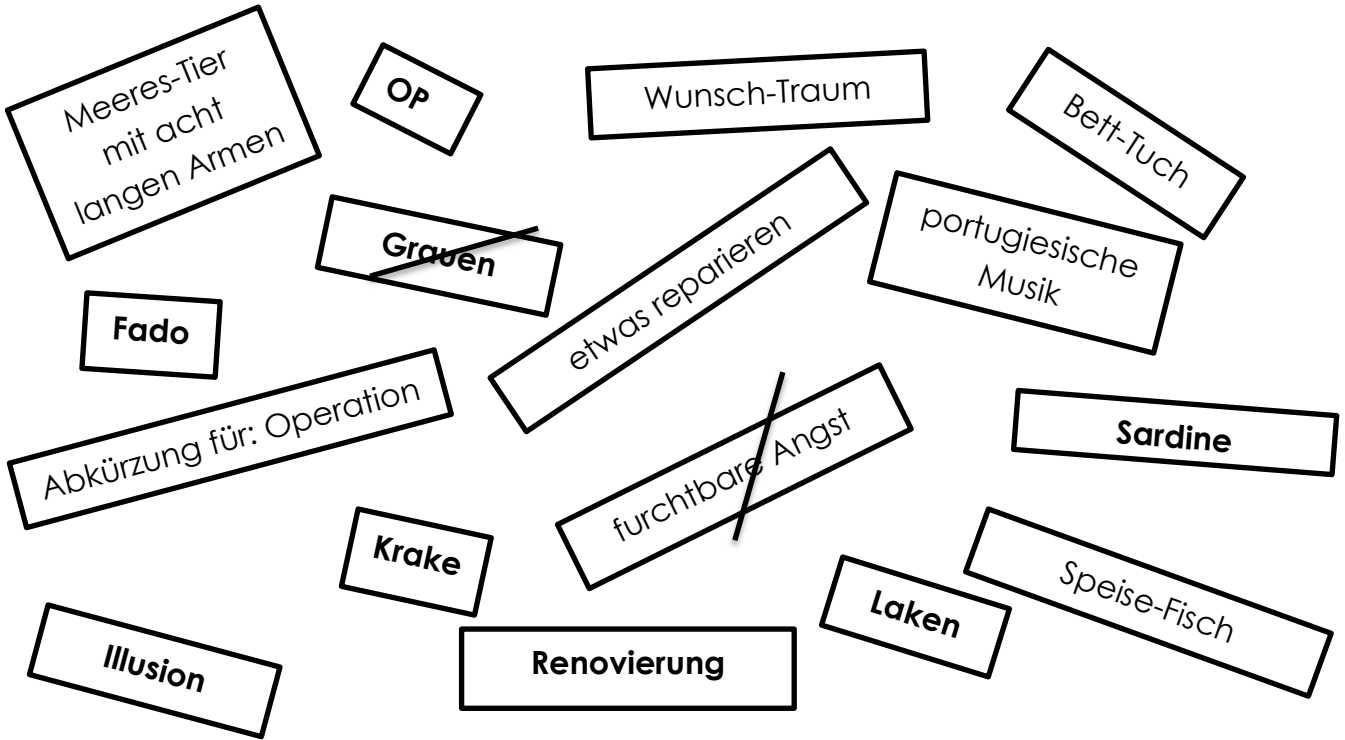 Meeres-Tier
mit acht
langen Armen
OP
Wunsch-Traum
Bett-Tuch
Grauen
etwas reparieren
portugiesische
Musik
Fado
Abkürzung für: Operation
furchtbare Angst
Sardine
Krake
Laken
Speise-Fisch
Illusion
Renovierung